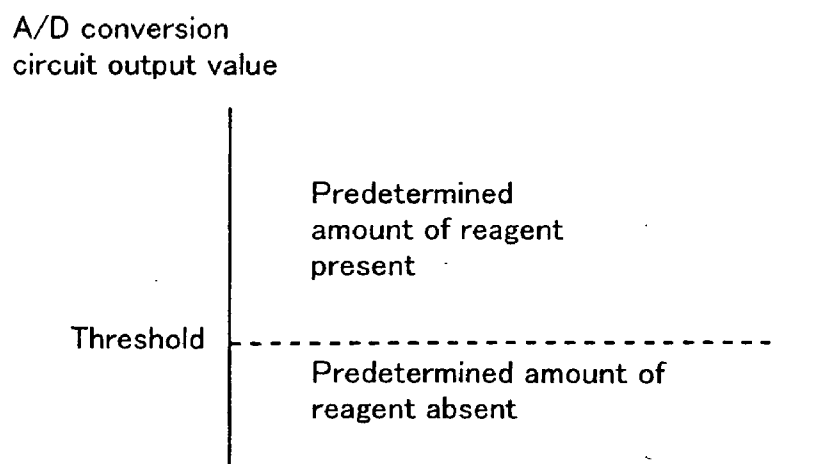 A/D conversion
circuit output value
Predetermined
amount of reagent
present
Threshold
Predetermined amount of
reagent absent